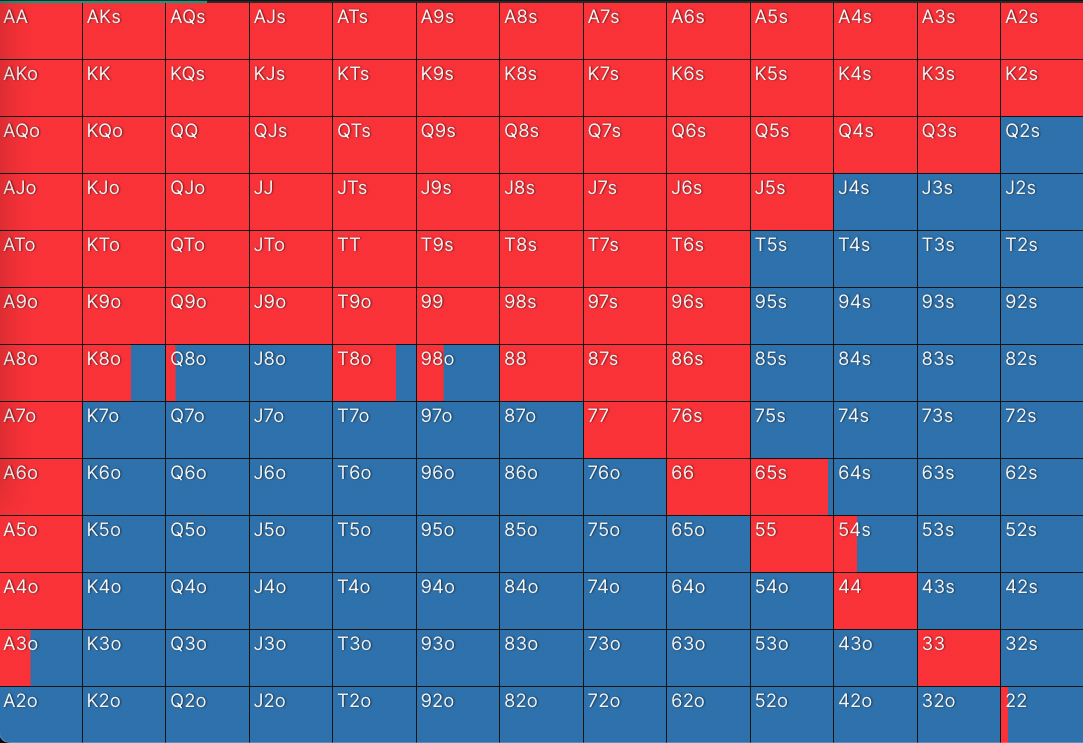 AA AKs AQs AJs ATs A9s A8s A7s A6s A5s A4s A3s A2s
AKo KK KQs KJs KTs K9s K8s K7s K6s K5s K4s K3s K2s
AQo KQo QQ QJs QTs Q9s Q8s Q7s Q6s Q5s Q4s Q3s Q2s
AJo KJo QJo JJ JTs J9s J8s J7s J6s J5s J4s J3s J2s
ATo KTo QTo JTo TT T9s T8s T7s T6s T5s T4s T3s T2s
A9o K9o Q9o J9o T9o 99 98s 97s 96s 95s 94s 93s 92s
A8o K8o Q8o J8o T8o 98o 88 87s 86s 85s 84s 83s 82s
A7o K7o Q7o J7o T7o 97o 87o 77 76s 75s 74s 73s 72s
A6o K6o Q6o J6o T6o 96o 86o 76o 66 65s 64s 63s 62s
A5o K5o Q5o J5o T5o 95o 85o 75o 65o 55 54s 53s 52s
A4o K4o Q4o J4o T4o 94o 84o 74o 64o 54o 44 43s 42s
A3o K3o Q3o J3o T3o 93o 83o 73o 63o 53o 43o 33 32s
A2o K2o Q2o J2o T2o 92o 82o 72o 62o 52o 42o 32o 22